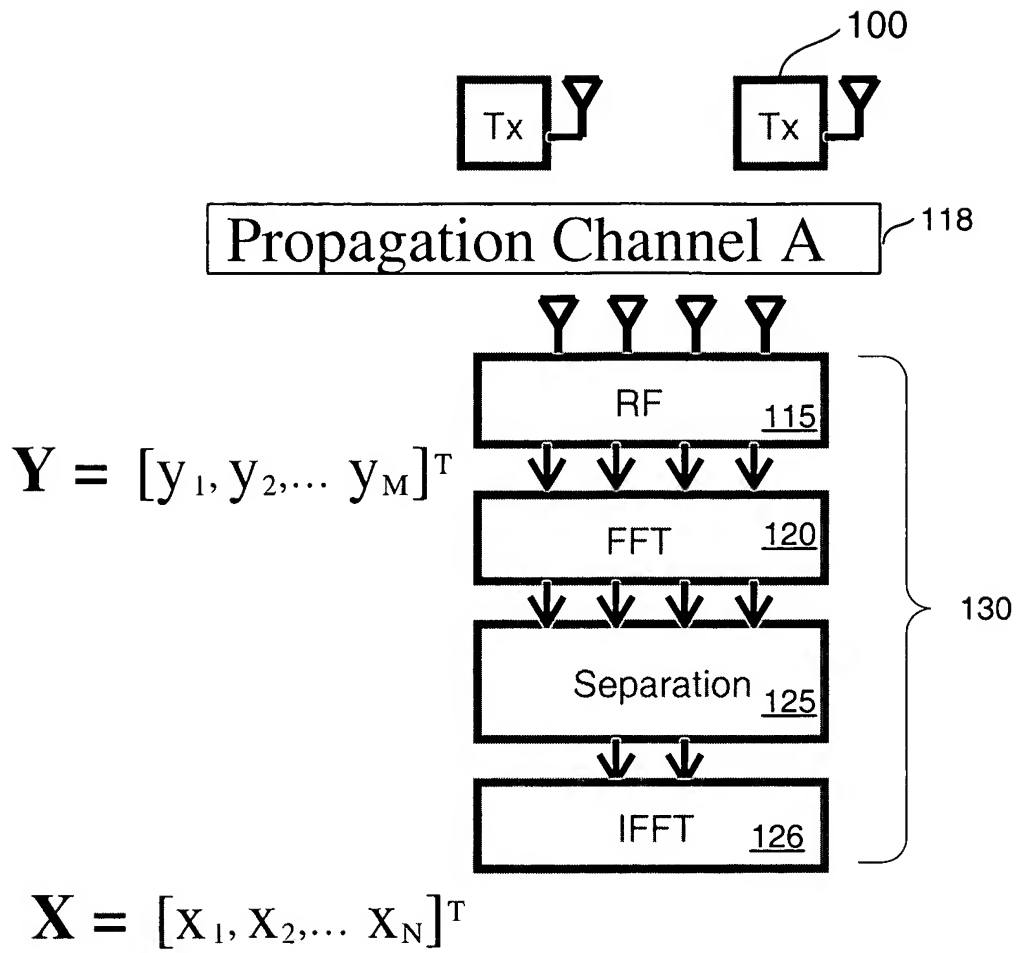 100
Tx Tx
Propagation Channel A
118
RF
115
Y = [y1, y2,... yM]T
FFT
120
130
Separation
125
IFFT
126
X = [x1, x2,... xN]T